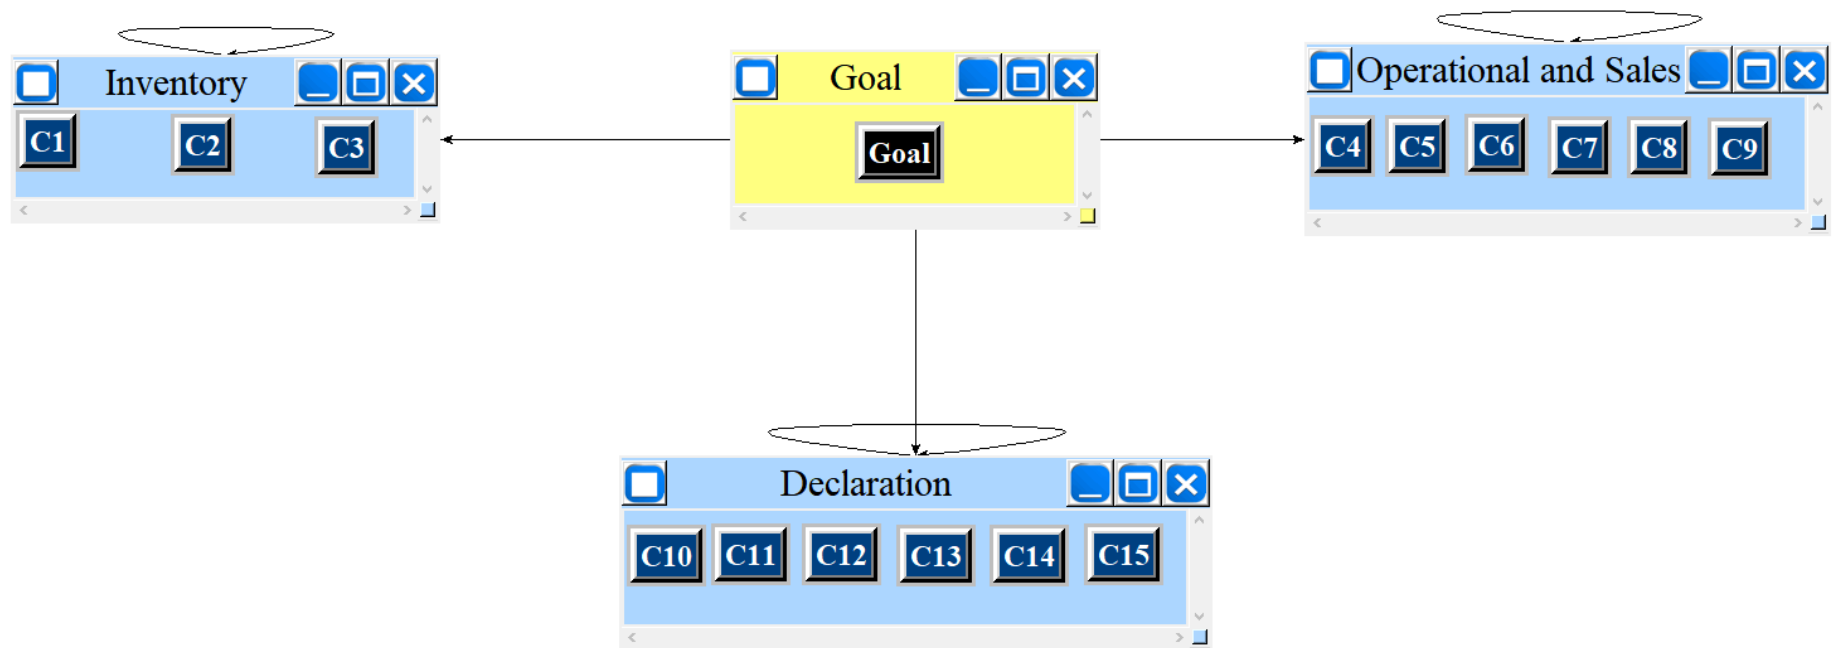 Inventory
C1 C2 C3
Goal
Goal
Operational and Sales
C4 C5 C6 C7 C8 C9
Declaration
C10 C11 C12 C13 C14 C15